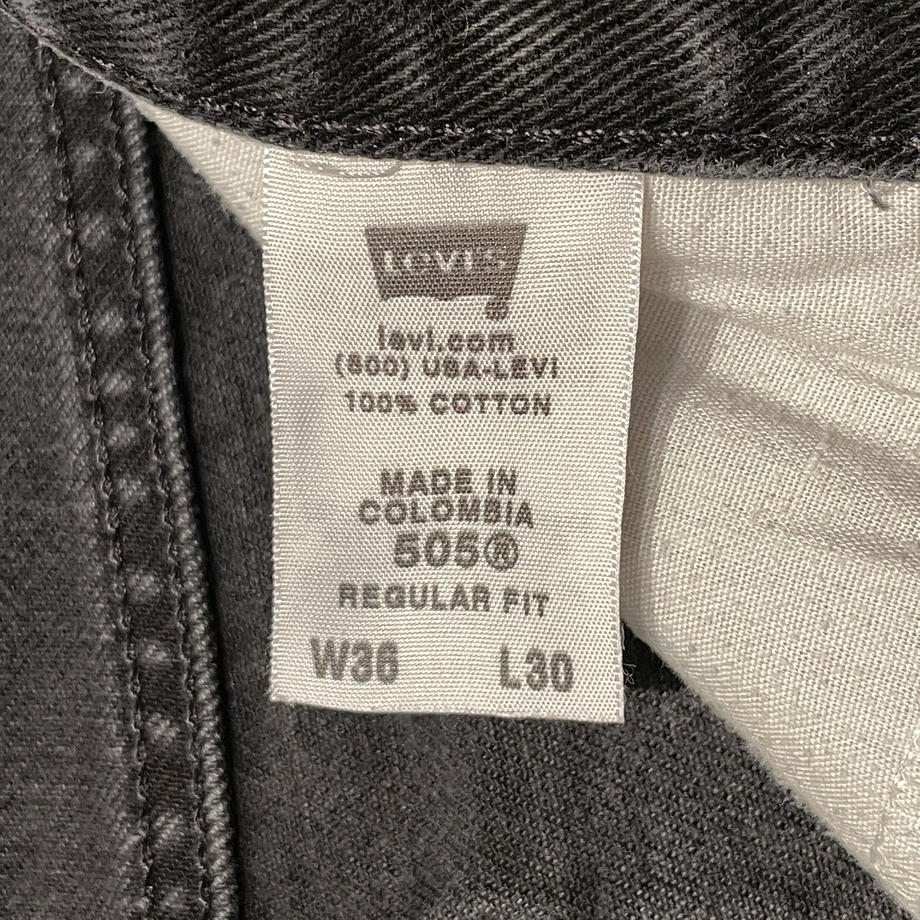 LEVI'S
levi.com
(800) USA-LEVI
100% COTTON
MADE IN
COLOMBIA
505®
REGULAR FIT
W36 L30